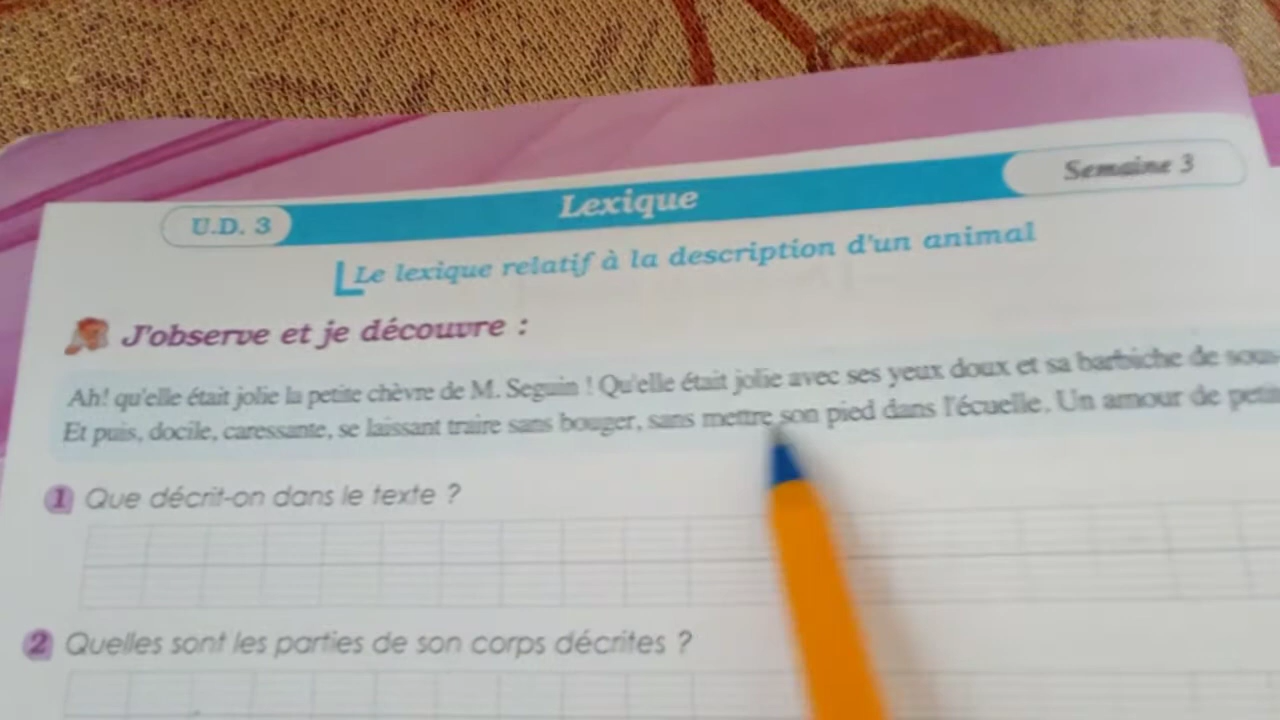 U.D. 3
Lexique
Semaine 3
Le lexique relatif à la description d'un animal
J'observe et je découvre :
Ah! qu'elle était jolie la petite chèvre de M. Seguin ! Qu'elle était jolie avec ses yeux doux et sa barbiche de sous-
Et puis, docile, caressante, se laissant traire sans bouger, sans mettre son pied dans l'écuelle. Un amour de
1 Que décrit-on dans le texte ?
2 Quelles sont les parties de son corps décrites ?